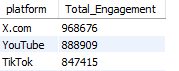 platform Total_Engagement
X.com 968676
YouTube 888909
TikTok 847415